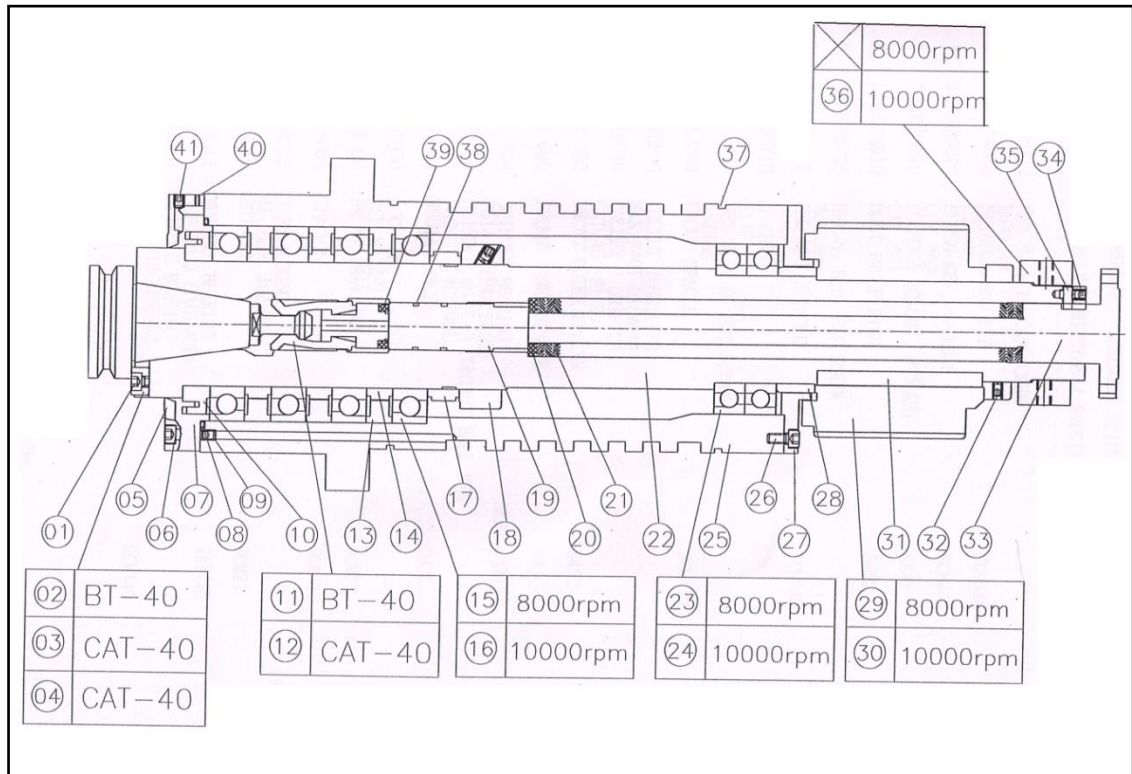 8000rpm
36 10000rpm
41 40 39 38 37 35 34
01 05 06 07 08 09 10 13 14 17 18 19 20 21 22 25 26 27 28 31 32 33
02 BT-40
03 CAT-40
04 CAT-40
11 BT-40
12 CAT-40
15 8000rpm
16 10000rpm
23 8000rpm
24 10000rpm
29 8000rpm
30 10000rpm